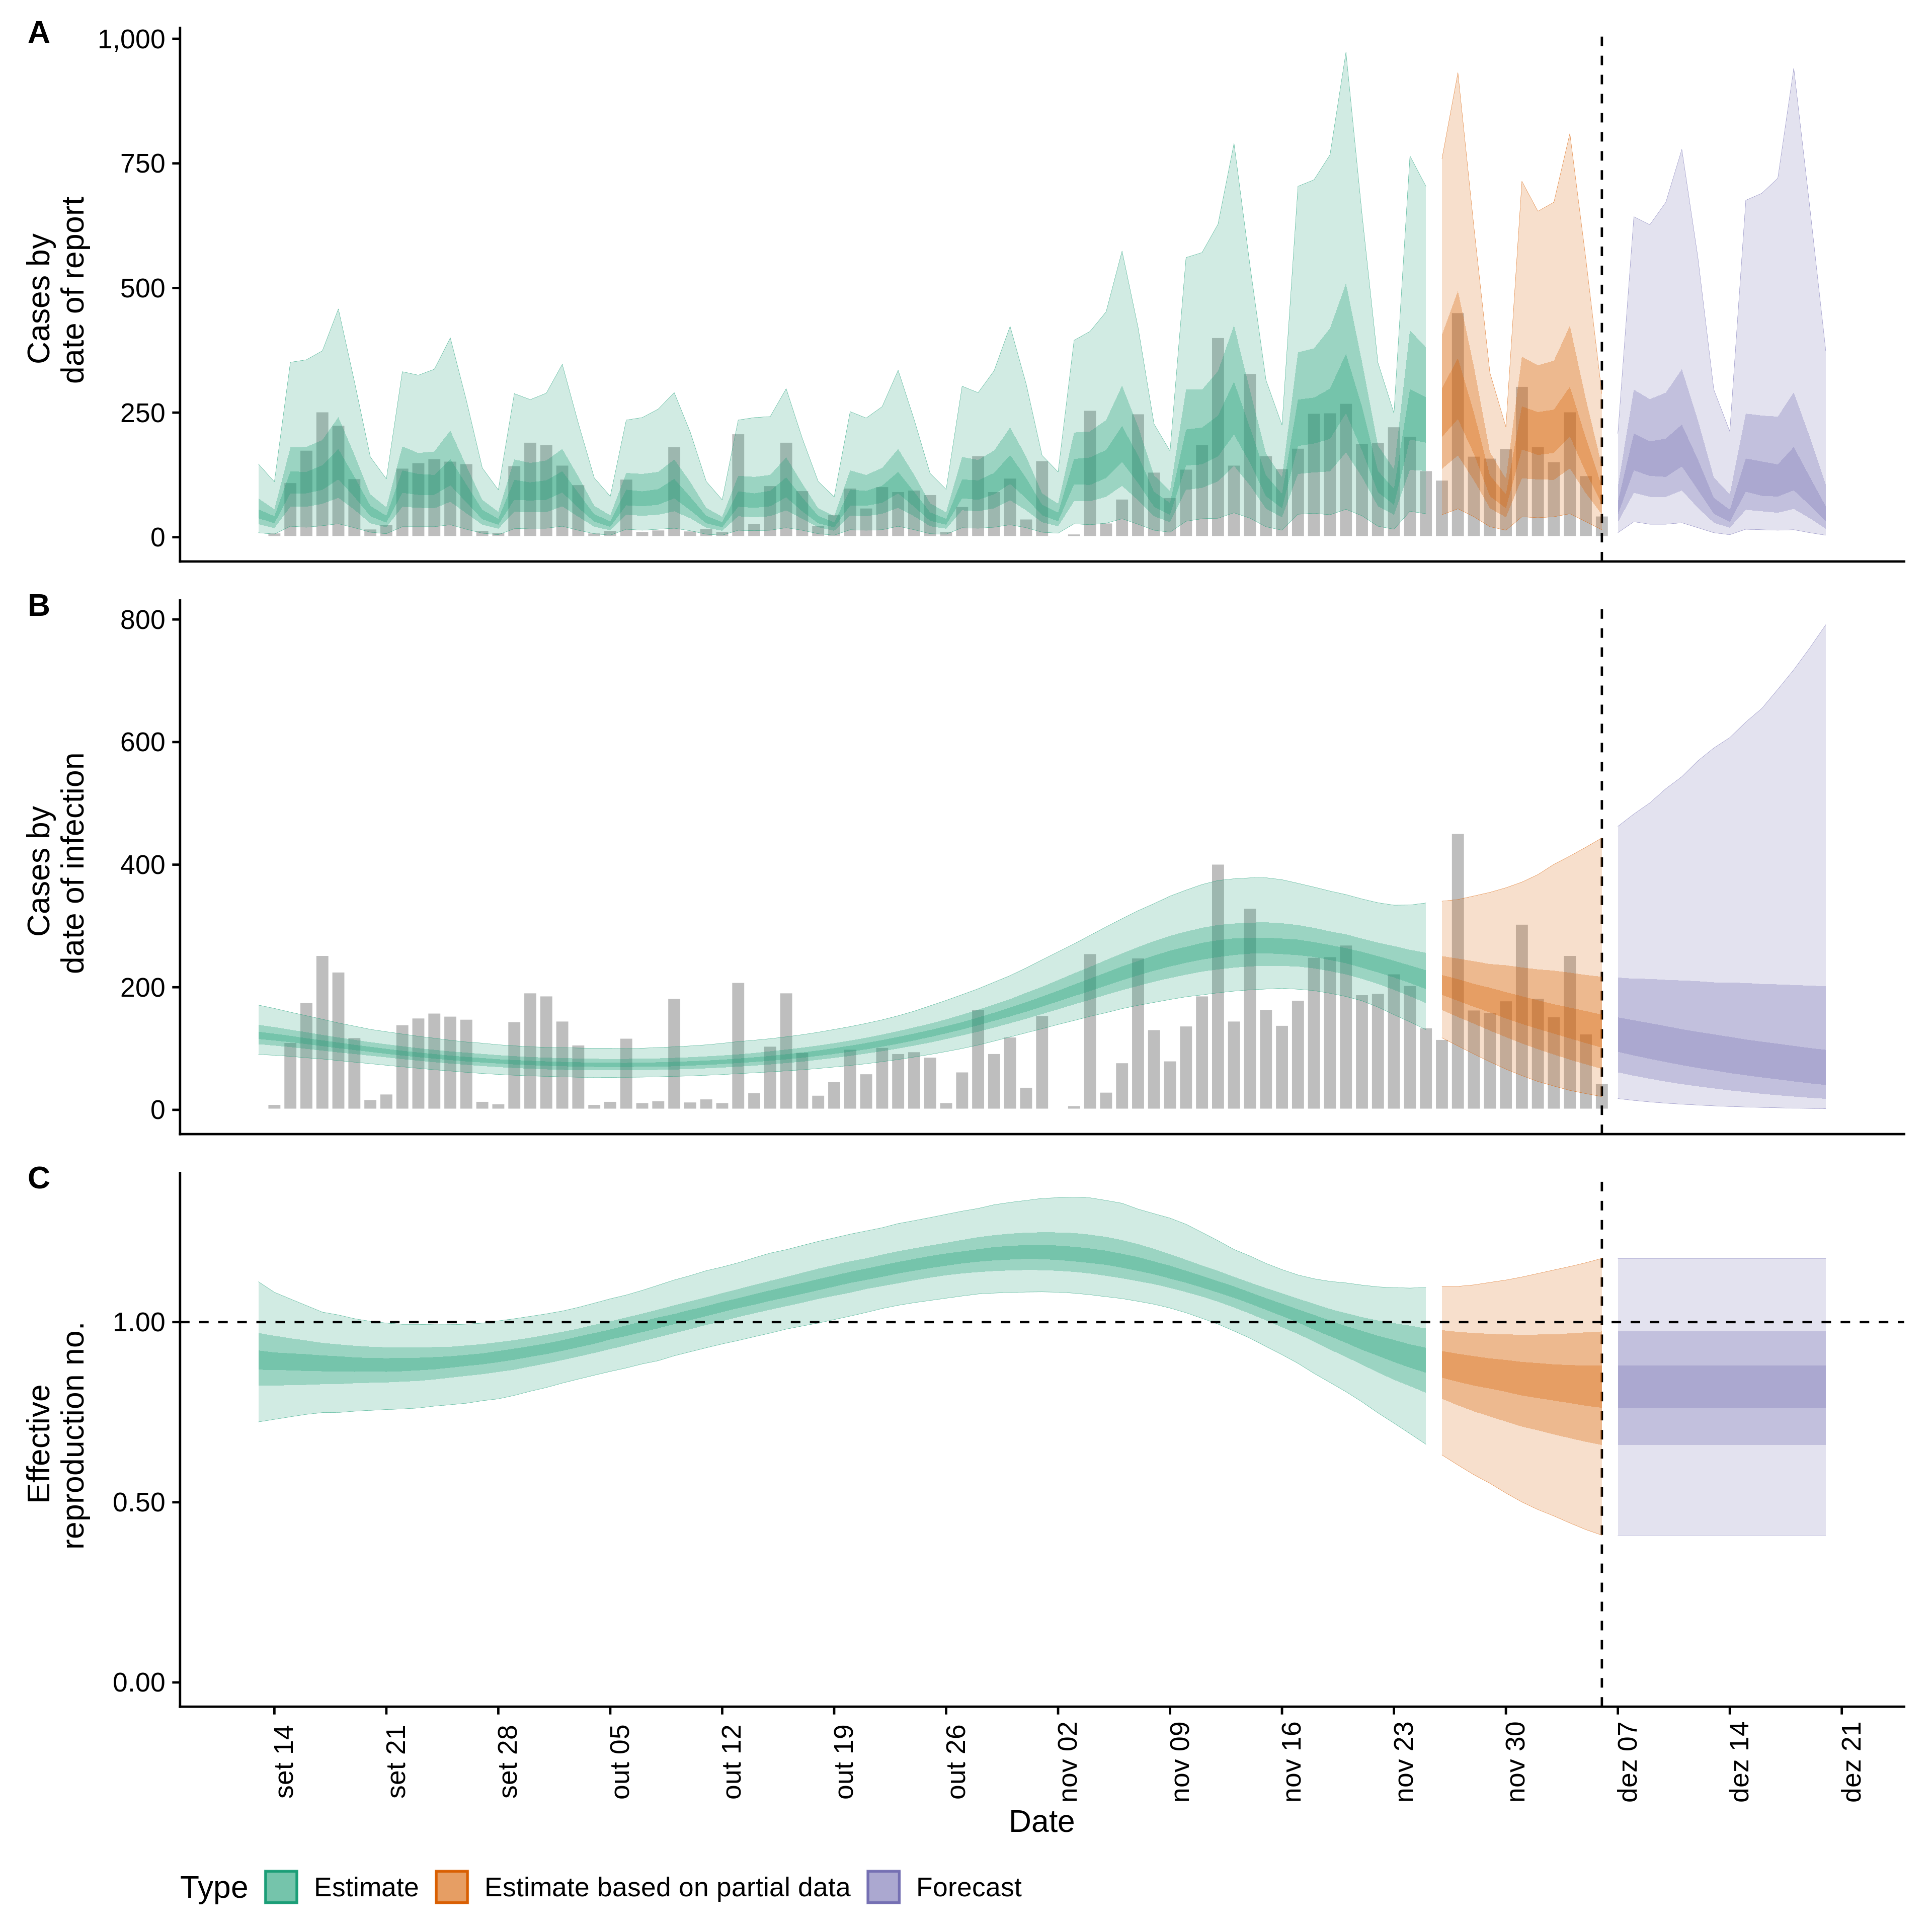 A
1,000
750
500
250
0
Cases by
date of report
B
800
600
400
200
0
Cases by
date of infection
C
1.00
0.50
0.00
Effective
reproduction no.
set 14
set 21
set 28
out 05
out 12
out 19
out 26
nov 02
nov 09
nov 16
nov 23
nov 30
dez 07
dez 14
dez 21
Date
Type Estimate Estimate based on partial data Forecast